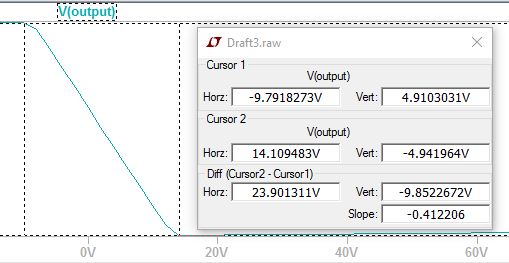 V(output)
Draft3.raw
Cursor 1
V(output)
Horz: -9.7918273V Vert: 4.9103031V
Cursor 2
V(output)
Horz: 14.109483V Vert: -4.941964V
Diff (Cursor2 - Cursor1)
Horz: 23.901311V Vert: -9.8522672V
Slope: -0.412206
0V 20V 40V 60V